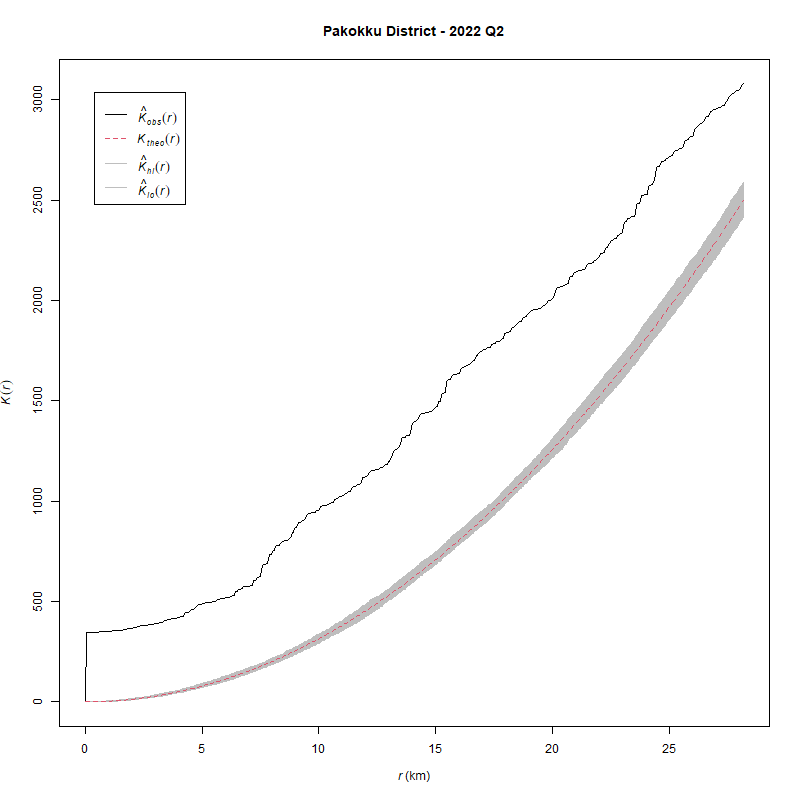 Pakokku District - 2022 Q2
K̂obs(r)
Ktheo(r)
K̂hi(r)
K̂lo(r)
K(r)
3000
2500
2000
1500
1000
500
0
0 5 10 15 20 25
r (km)